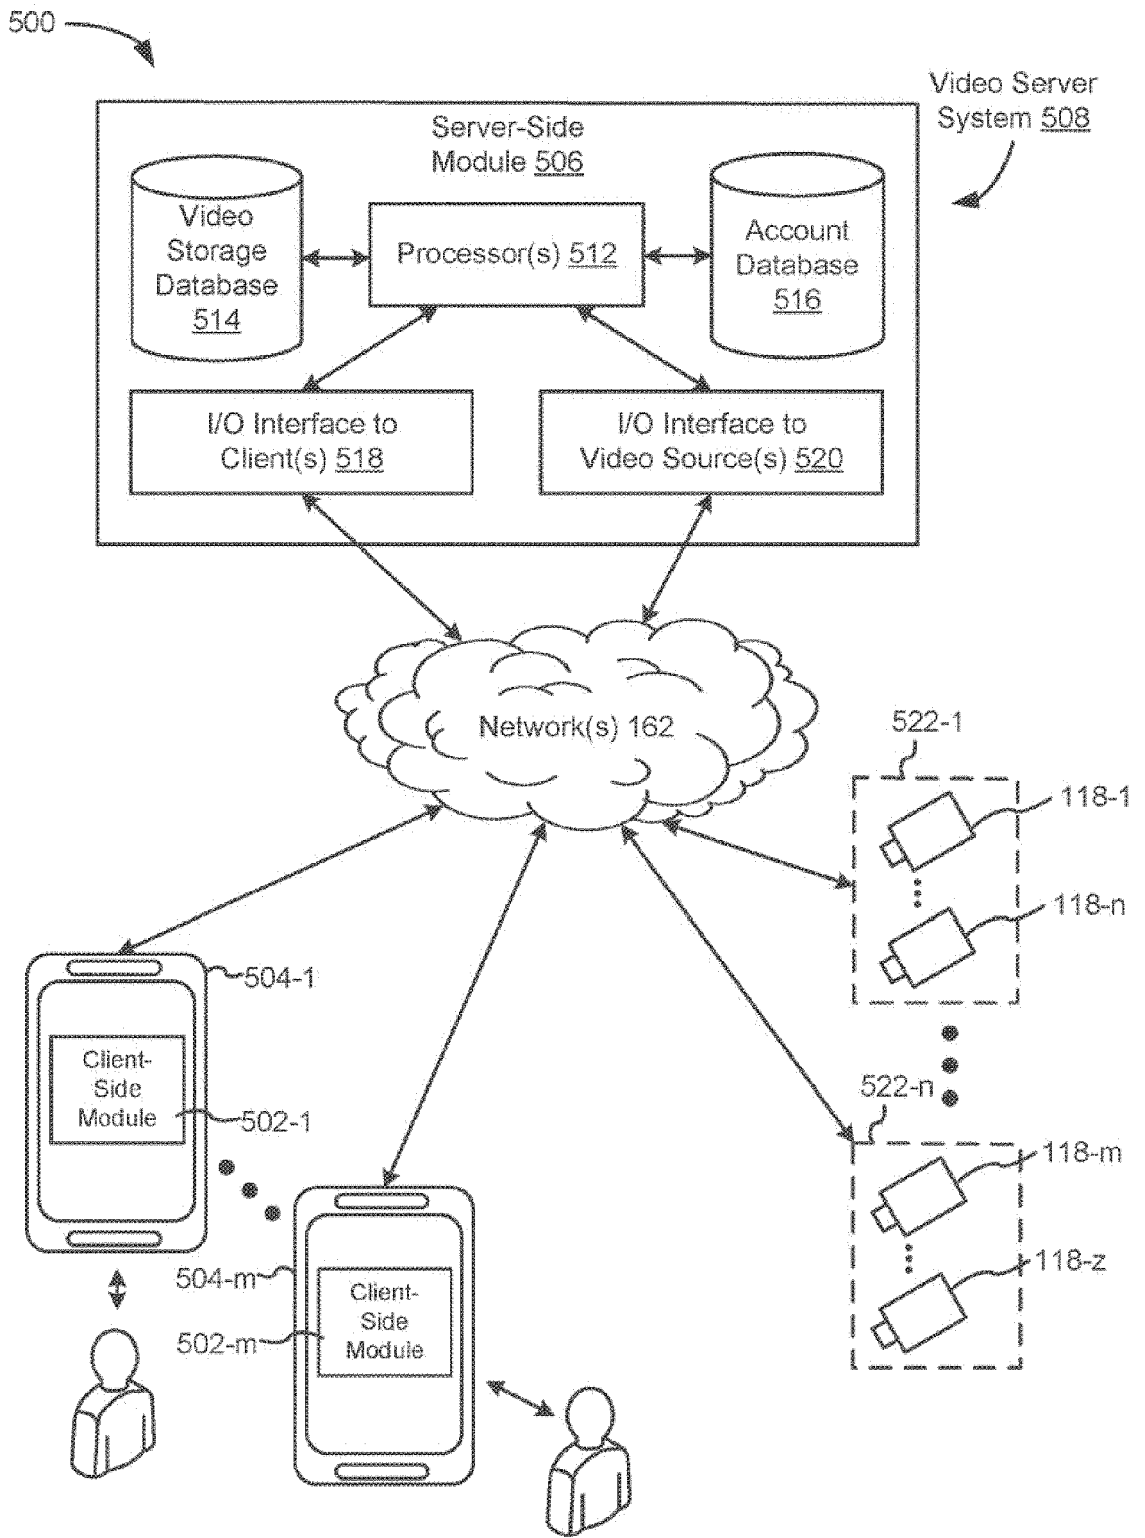 500
Video Server
System 508
Server-Side
Module 506
Video
Storage
Database
514
Processor(s) 512
Account
Database
516
I/O Interface to
Client(s) 518
I/O Interface to
Video Source(s) 520
Network(s) 162
522-1
118-1
118-n
504-1
Client-
Side
Module
502-1
522-n
118-m
118-z
504-m
Client-
Side
Module
502-m